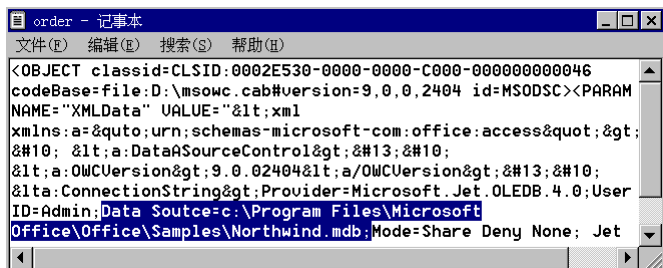 order - 记事本
文件(F) 编辑(E) 搜索(S) 帮助(H)
<OBJECT classid=CLSID:0002E530-0000-0000-C000-000000000046
codeBase=file:D:\msowc.cab#version=9,0,0,2404 id=MSODSC><PARAM
NAME="XMLData" VALUE="&lt;xml
xmlns:a=&quto;urn;schemas-microsoft-com:office:access&quot;&gt;
&#10; &lt;a:DataASourceControl&gt;&#13;&#10;
&lt;a:OWCVersion&gt;9.0.02404&lt;a/OWCVersion&gt;&#13;&#10;
&lta:ConnectionString&gt;Provider=Microsoft.Jet.OLEDB.4.0;User
ID=Admin;Data Soutce=c:\Program Files\Microsoft
Office\Office\Samples\Northwind.mdb;Mode=Share Deny None; Jet